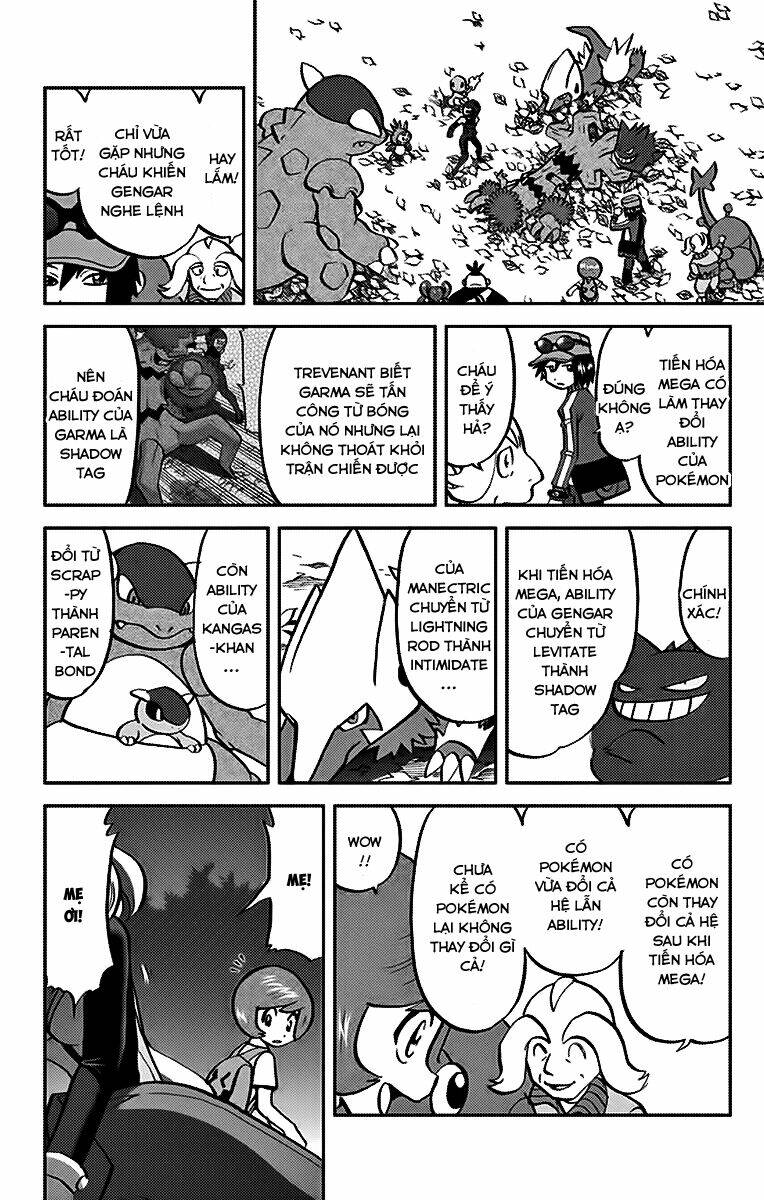 HAY
LẮM!
CHỈ VỪA
GẶP NHƯNG
CHÁU KHIẾN
GENGAR
NGHE LỆNH
RẤT
TỐT!
TIẾN HÓA
MEGA CÓ
LÀM THAY
ĐỔI
ABILITY
CỦA
POKÉMON
ĐÚNG
KHÔNG
Ạ?
CHÁU
ĐỂ Ý
THẤY
HẢ?
TREVENANT BIẾT
GARMA SẼ TẤN
CÔNG TỪ BÓNG
CỦA NÓ NHƯNG LẠI
KHÔNG THOÁT KHỎI
TRẬN CHIẾN ĐƯỢC
NÊN
CHÁU ĐOÁN
ABILITY CỦA
GARMA LÀ
SHADOW
TAG
CHÍNH
XÁC!
KHI TIẾN HÓA
MEGA, ABILITY
CỦA GENGAR
CHUYỂN TỪ
LEVITATE
THÀNH
SHADOW
TAG
CỦA
MANECTRIC
CHUYỂN TỪ
LIGHTNING
ROD THÀNH
INTIMIDATE
...
CÒN
ABILITY
CỦA
KANGAS
-KHAN
...
ĐỔI TỪ
SCRAP
-PY
THÀNH
PAREN
-TAL
BOND
CÓ
POKÉMON
CÒN THAY
ĐỔI CẢ HỆ
SAU KHI
TIẾN HÓA
MEGA!
CÓ
POKÉMON
VỪA ĐỔI CẢ
HỆ LẪN
ABILITY!
CHƯA
KỂ CÓ
POKÉMON
LẠI KHÔNG
THAY ĐỔI GÌ
CẢ!
WOW
!!
MẸ!
MẸ
ƠI!